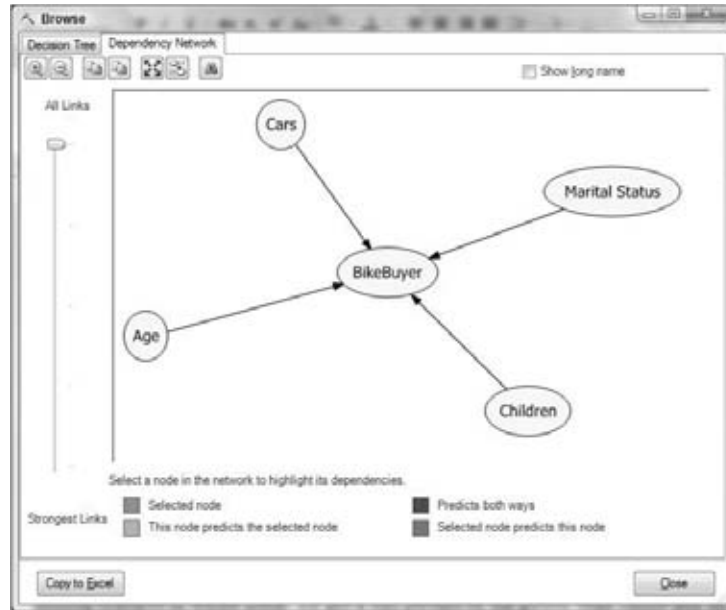 Browse
Decision Tree
Dependency Network
Show long name
All Links
Cars
Marital Status
BikeBuyer
Age
Children
Select a node in the network to highlight its dependencies.
Strongest Links
Selected node
Predicts both ways
This node predicts the selected node
Selected node predicts this node
Copy to Excel
Close